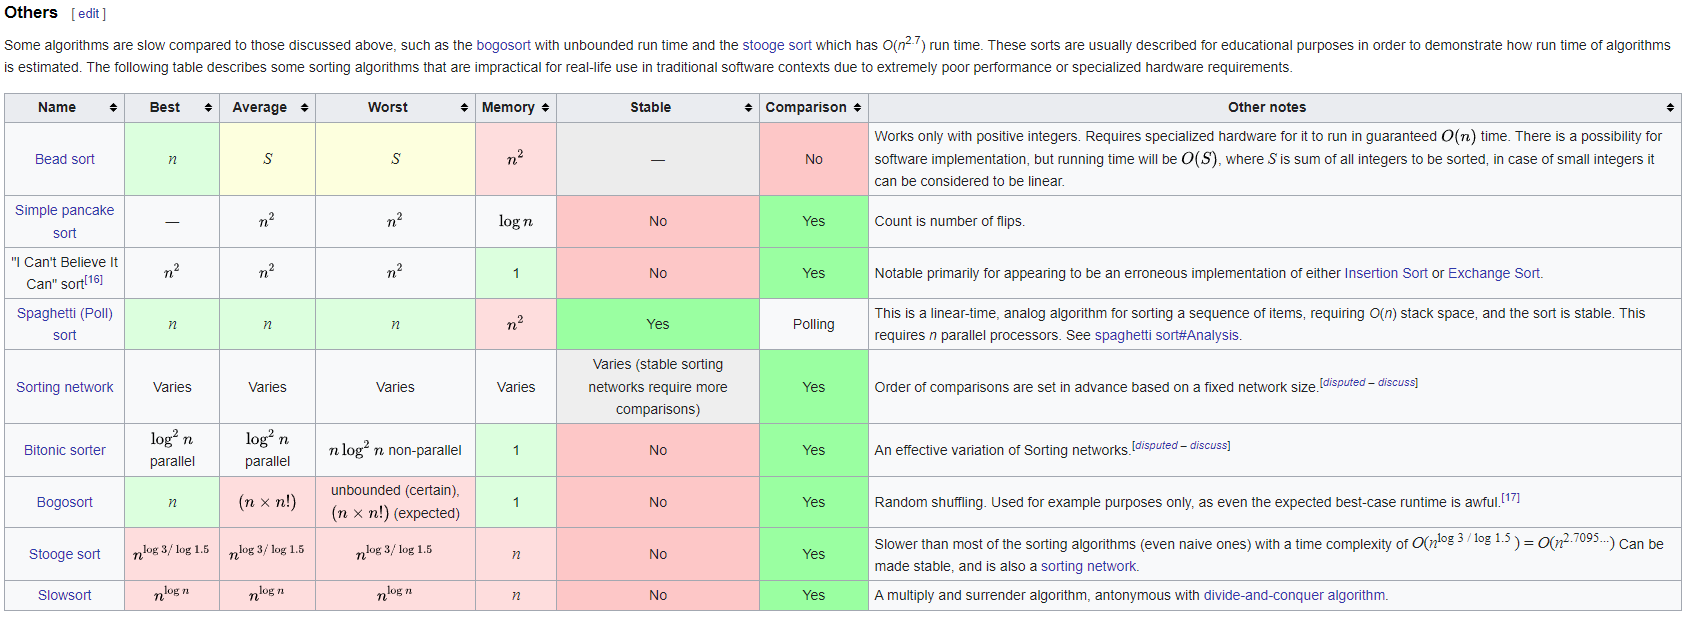 Others [ edit ]
Some algorithms are slow compared to those discussed above, such as the bogosort with unbounded run time and the stooge sort which has O(n^2.7) run time. These sorts are usually described for educational purposes in order to demonstrate how run time of algorithms
is estimated. The following table describes some sorting algorithms that are impractical for real-life use in traditional software contexts due to extremely poor performance or specialized hardware requirements.
Name Best Average Worst Memory Stable Comparison Other notes
Bead sort n S S n² — No Works only with positive integers. Requires specialized hardware for it to run in guaranteed O(n) time. There is a possibility for
software implementation, but running time will be O(S), where S is sum of all integers to be sorted, in case of small integers it
can be considered to be linear.
Simple pancake
sort — n² n² log n No Yes Count is number of flips.
"I Can't Believe It
Can" sort[16] n² n² n² 1 No Yes Notable primarily for appearing to be an erroneous implementation of either Insertion Sort or Exchange Sort.
Spaghetti (Poll)
sort n n n n² Yes Polling This is a linear-time, analog algorithm for sorting a sequence of items, requiring O(n) stack space, and the sort is stable. This
requires n parallel processors. See spaghetti sort#Analysis.
Sorting network Varies Varies Varies Varies Varies (stable sorting
networks require more
comparisons) Yes Order of comparisons are set in advance based on a fixed network size.[disputed – discuss]
Bitonic sorter log² n
parallel log² n
parallel n log² n non-parallel 1 No Yes An effective variation of Sorting networks.[disputed – discuss]
Bogosort n (n × n!) unbounded (certain),
(n × n!) (expected) 1 No Yes Random shuffling. Used for example purposes only, as even the expected best-case runtime is awful.[17]
Stooge sort n^log 3/ log 1.5 n^log 3/ log 1.5 n^log 3/ log 1.5 n No Yes Slower than most of the sorting algorithms (even naive ones) with a time complexity of O(n^log 3 / log 1.5 ) = O(n^2.7095...) Can be
made stable, and is also a sorting network.
Slowsort n^log n n^log n n^log n n No Yes A multiply and surrender algorithm, antonymous with divide-and-conquer algorithm.